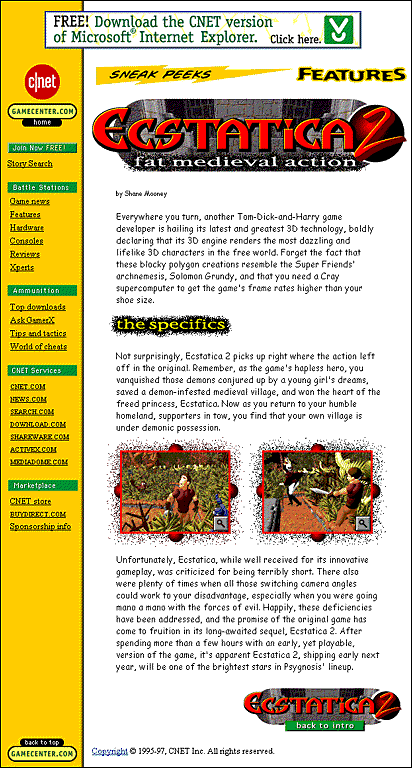 FREE! Download the CNET version
of Microsoft® Internet Explorer. Click here.
c|net
GAMECENTER.COM
home
SNEAK PEEKS
FEATURES
Join Now FREE!
Story Search
Battle Stations
Game news
Features
Hardware
Consoles
Reviews
Xperts
Ammunition
Top downloads
Ask GamerX
Tips and tactics
World of cheats
CNET Services
CNET.COM
NEWS.COM
SEARCH.COM
DOWNLOAD.COM
SHAREWARE.COM
ACTIVEX.COM
MEDIADOME.COM
Marketplace
CNET store
BUYDIRECT.COM
Sponsorship info
ECSTATICA 2
fat medieval action
by Shane Mooney
Everywhere you turn, another Tom-Dick-and-Harry game
developer is hailing its latest and greatest 3D technology, boldly
declaring that its 3D engine renders the most dazzling and
lifelike 3D characters in the free world. Forget the fact that
these blocky polygon creations resemble the Super Friends'
archnemesis, Solomon Grundy, and that you need a Cray
supercomputer to get the game's frame rates higher than your
shoe size.
the specifics
Not surprisingly, Ecstatica 2 picks up right where the action left
off in the original. Remember, as the game's hapless hero, you
vanquished those demons conjured up by a young girl's dreams,
saved a demon-infested medieval village, and won the heart of the
freed princess, Ecstatica. Now as you return to your humble
homeland, supporters in tow, you find that your own village is
under demonic possession.
Unfortunately, Ecstatica, while well received for its innovative
gameplay, was criticized for being terribly short. There also
were plenty of times when all those switching camera angles
could work to your disadvantage, especially when you were going
mano a mano with the forces of evil. Happily, these deficiencies
have been addressed, and the promise of the original game has
come to fruition in its long-awaited sequel, Ecstatica 2. After
spending more than a few hours with an early, yet playable,
version of the game, it's apparent Ecstatica 2, shipping early next
year, will be one of the brightest stars in Psygnosis' lineup.
ECSTATICA 2
back to intro
back to top
GAMECENTER.COM
Copyright © 1995-97, CNET Inc. All rights reserved.